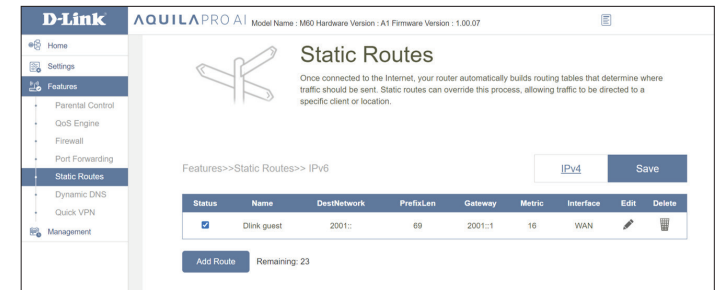 D-Link
AQUILA PRO AI Model Name : M60 Hardware Version : A1 Firmware Version : 1.00.07
Home
Settings
Features
Parental Control
QoS Engine
Firewall
Port Forwarding
Static Routes
Dynamic DNS
Quick VPN
Management
Static Routes
Once connected to the Internet, your router automatically builds routing tables that determine where
traffic should be sent. Static routes can override this process, allowing traffic to be directed to a
specific client or location.
Features>>Static Routes>> IPv6
IPv4
Save
Status Name DestNetwork PrefixLen Gateway Metric Interface Edit Delete
Dlink guest 2001:: 69 2001::1 16 WAN
Add Route Remaining: 23